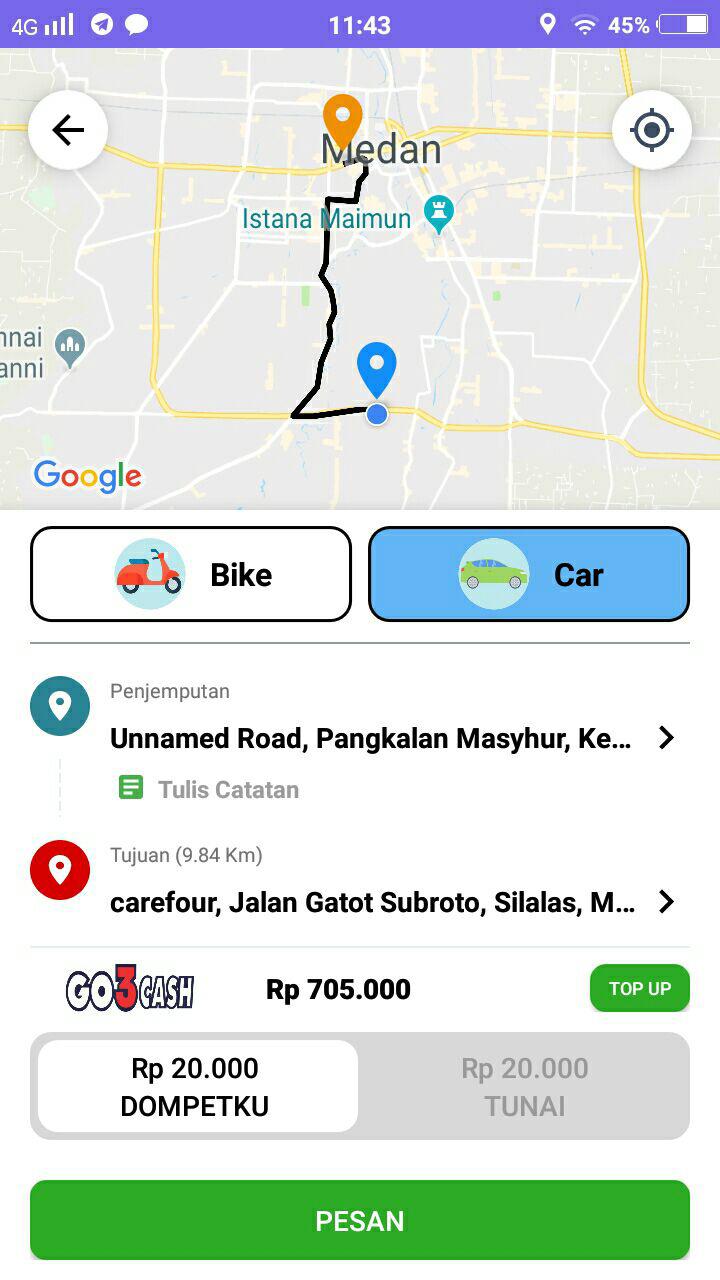 4G
11:43
45%
Medan
Istana Maimun
nnai
anni
Google
Bike
Car
Penjemputan
Unnamed Road, Pangkalan Masyhur, Ke...
Tulis Catatan
Tujuan (9.84 Km)
carefour, Jalan Gatot Subroto, Silalas, M...
GO3CASH
Rp 705.000
TOP UP
Rp 20.000
DOMPETKU
Rp 20.000
TUNAI
PESAN